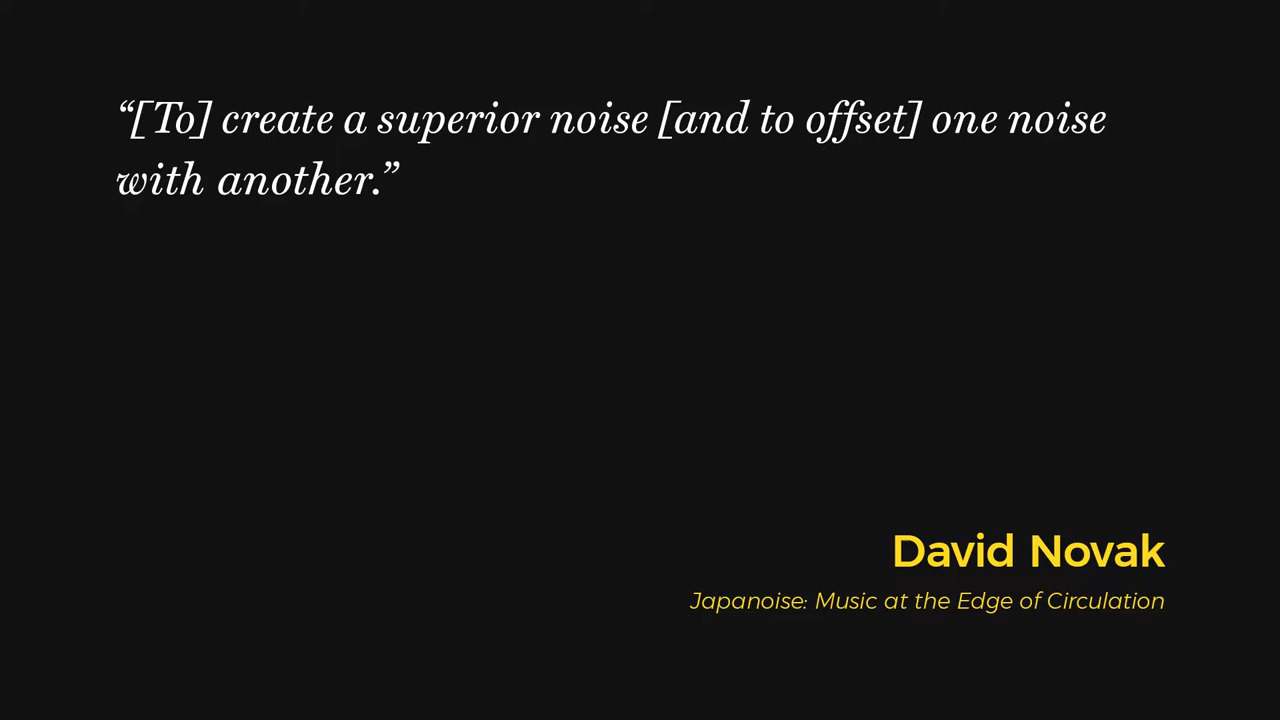 “[To] create a superior noise [and to offset] one noise
with another.”
David Novak
Japanoise: Music at the Edge of Circulation